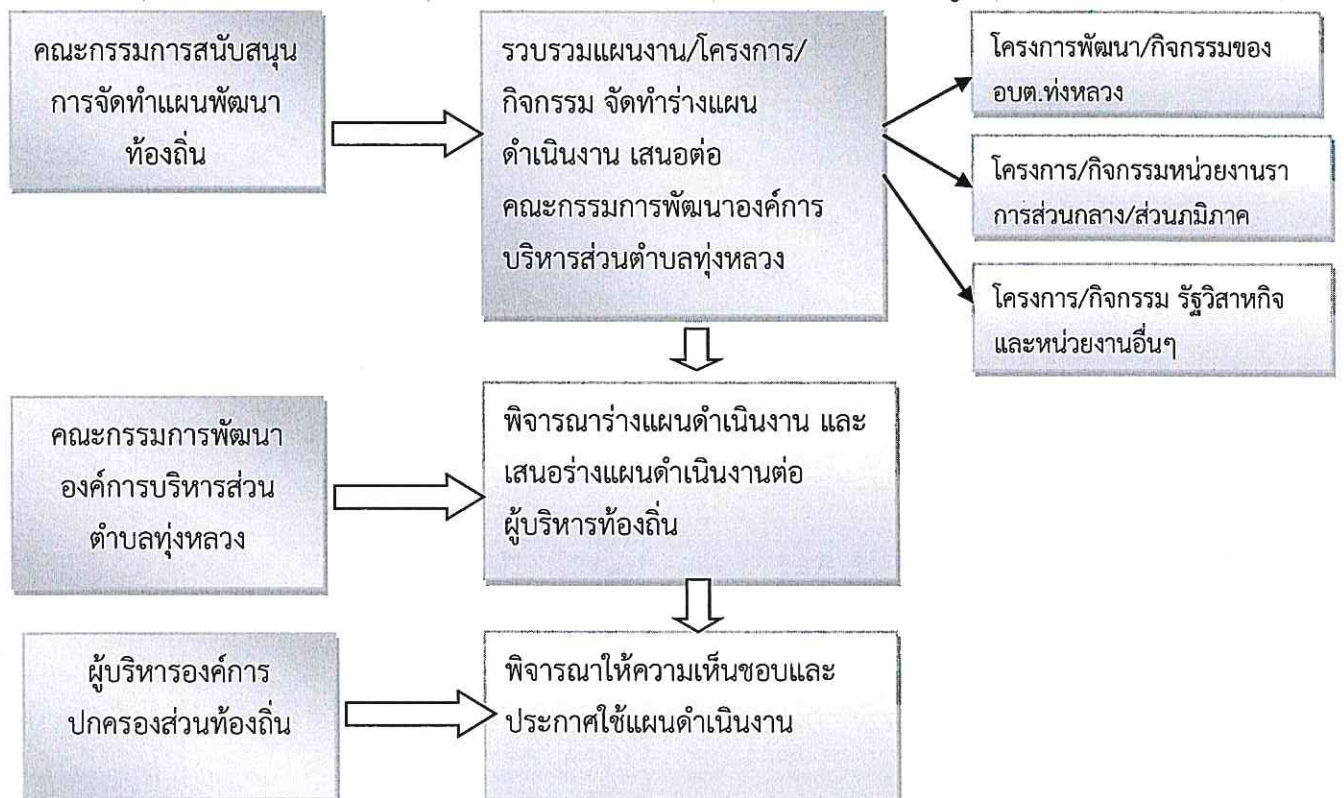 คณะกรรมการสนับสนุน
การจัดทำแผนพัฒนา
ท้องถิ่น
รวบรวมแผนงาน/โครงการ/
กิจกรรม จัดทำร่างแผน
ดำเนินงาน เสนอต่อ
คณะกรรมการพัฒนาองค์การ
บริหารส่วนตำบลทุ่งหลวง
โครงการพัฒนา/กิจกรรมของ
อบต.ท่งหลวง
โครงการ/กิจกรรมหน่วยงานรา
การส่วนกลาง/ส่วนภมิภาค
โครงการ/กิจกรรม รัฐวิสาหกิจ
และหน่วยงานอื่นๆ
คณะกรรมการพัฒนา
องค์การบริหารส่วน
ตำบลทุ่งหลวง
พิจารณาร่างแผนดำเนินงาน และ
เสนอร่างแผนดำเนินงานต่อ
ผู้บริหารท้องถิ่น
ผู้บริหารองค์การ
ปกครองส่วนท้องถิ่น
พิจารณาให้ความเห็นชอบและ
ประกาศใช้แผนดำเนินงาน